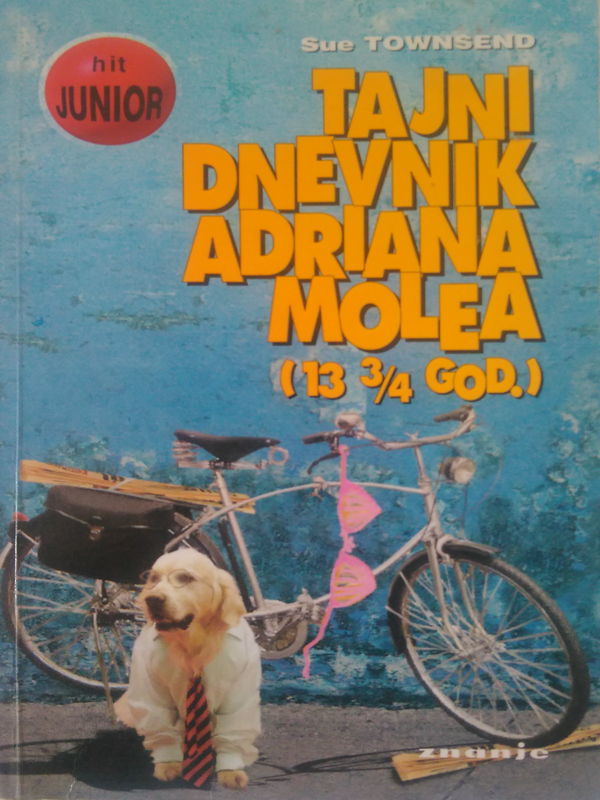 Sue TOWNSEND
hit
JUNIOR
TAJNI
DNEVNIK
ADRIANA
MOLEA
(13 3/4 GOD.)
znanje